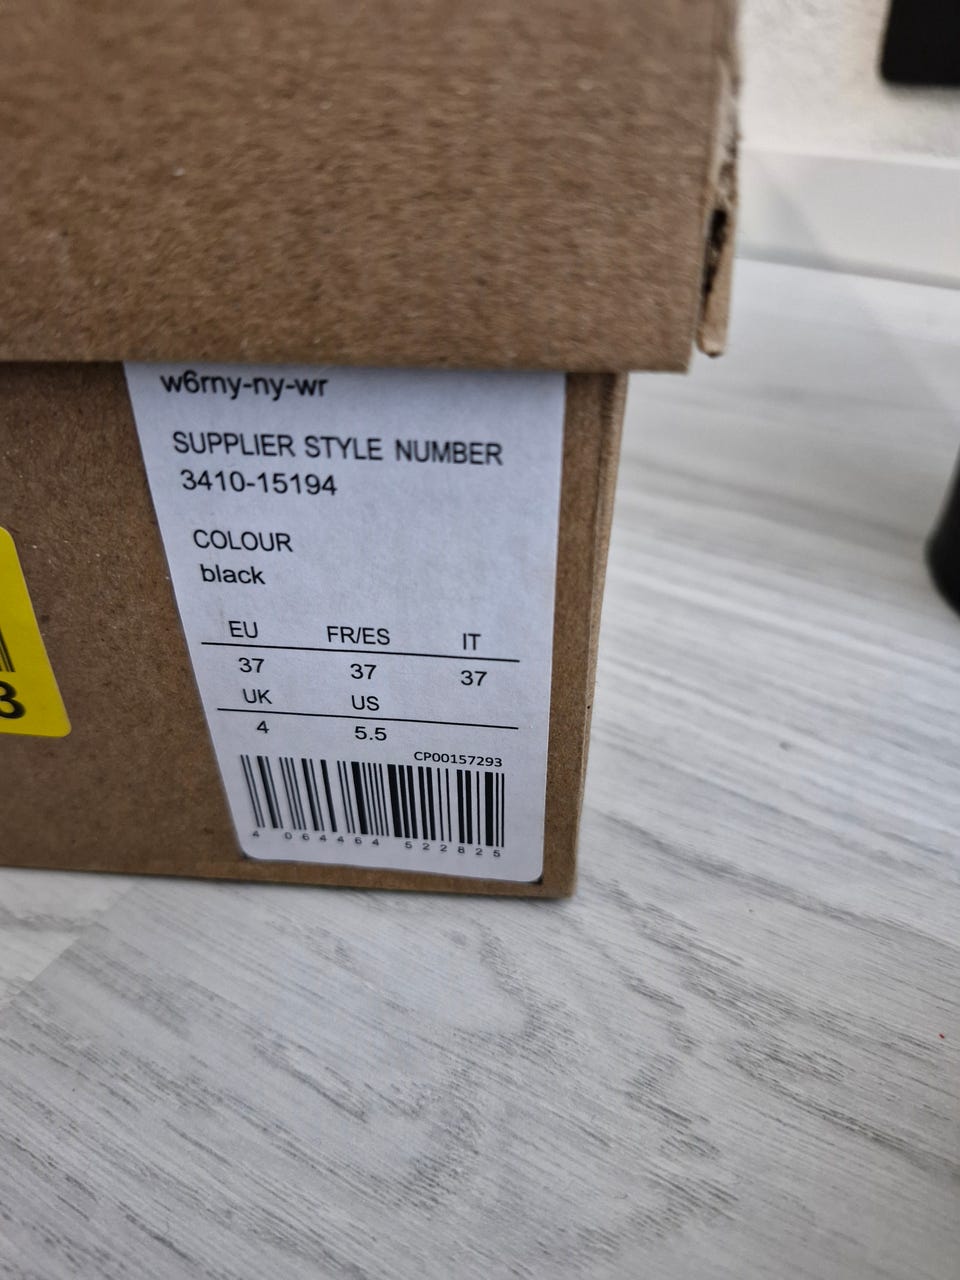 w6rny-ny-wr
SUPPLIER STYLE NUMBER
3410-15194
COLOUR
black
EU FR/ES IT
37 37 37
UK US
4 5.5
CP00157293
4 064464 522825
3